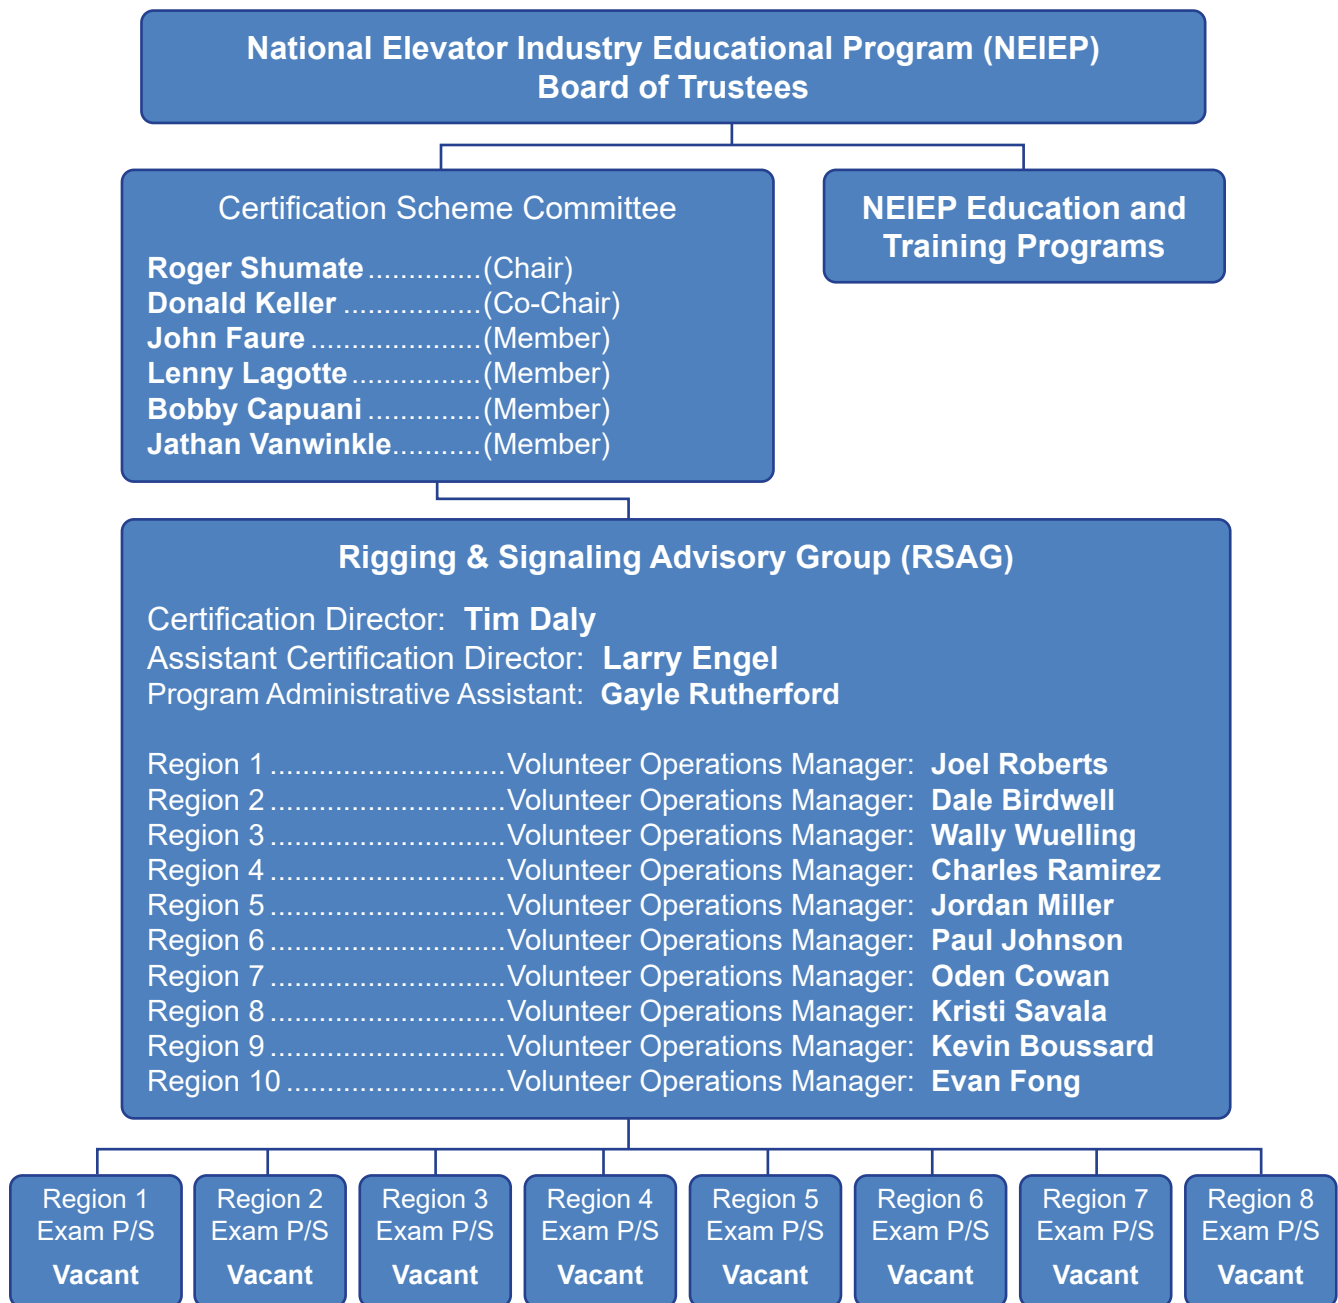 National Elevator Industry Educational Program (NEIEP)
Board of Trustees
Certification Scheme Committee
Roger Shumate..............(Chair)
Donald Keller .................(Co-Chair)
John Faure .....................(Member)
Lenny Lagotte................(Member)
Bobby Capuani ..............(Member)
Jathan Vanwinkle...........(Member)
NEIEP Education and
Training Programs
Rigging & Signaling Advisory Group (RSAG)
Certification Director: Tim Daly
Assistant Certification Director: Larry Engel
Program Administrative Assistant: Gayle Rutherford
Region 1.............................Volunteer Operations Manager: Joel Roberts
Region 2.............................Volunteer Operations Manager: Dale Birdwell
Region 3.............................Volunteer Operations Manager: Wally Wuelling
Region 4.............................Volunteer Operations Manager: Charles Ramirez
Region 5.............................Volunteer Operations Manager: Jordan Miller
Region 6.............................Volunteer Operations Manager: Paul Johnson
Region 7.............................Volunteer Operations Manager: Oden Cowan
Region 8.............................Volunteer Operations Manager: Kristi Savala
Region 9.............................Volunteer Operations Manager: Kevin Boussard
Region 10...........................Volunteer Operations Manager: Evan Fong
Region 1
Exam P/S
Vacant
Region 2
Exam P/S
Vacant
Region 3
Exam P/S
Vacant
Region 4
Exam P/S
Vacant
Region 5
Exam P/S
Vacant
Region 6
Exam P/S
Vacant
Region 7
Exam P/S
Vacant
Region 8
Exam P/S
Vacant